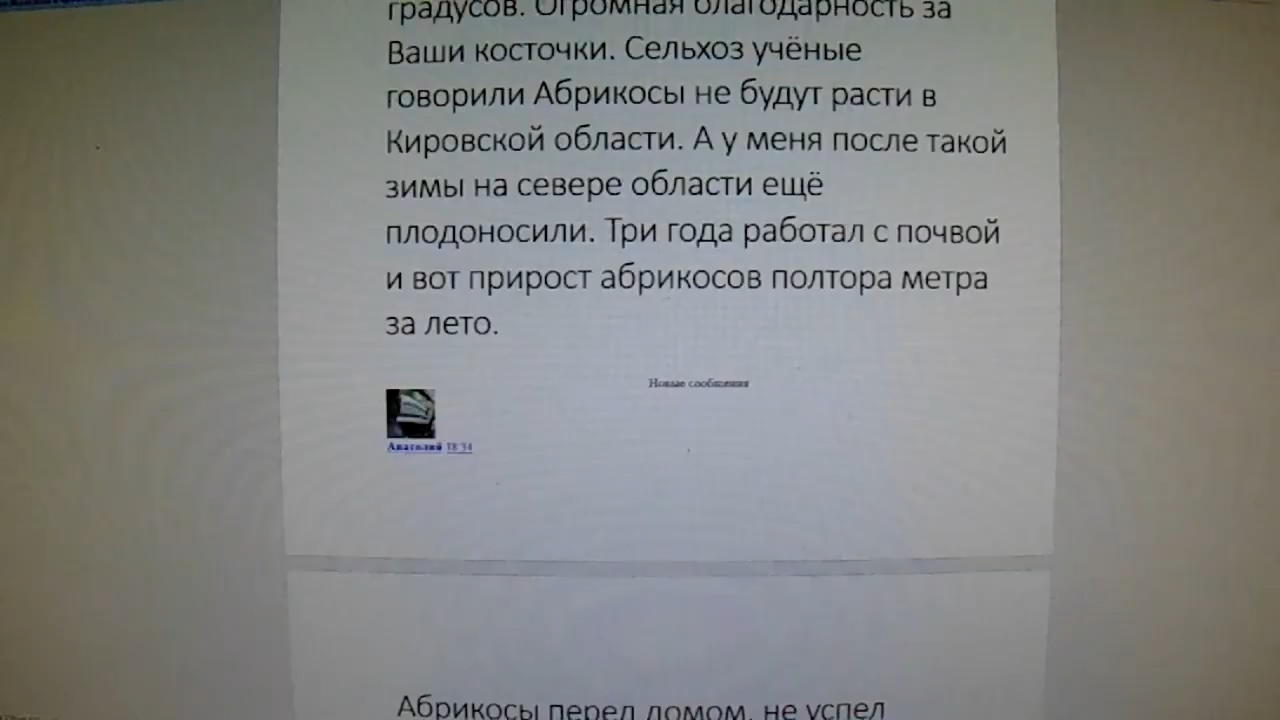 градусов. Огромная благодарность за
Ваши косточки. Сельхоз учёные
говорили Абрикосы не будут расти в
Кировской области. А у меня после такой
зимы на севере области ещё
плодоносили. Три года работал с почвой
и вот прирост абрикосов полтора метра
за лето.
Новые сообщения
Анатолий 18:34
Абрикосы перед домом, не успел